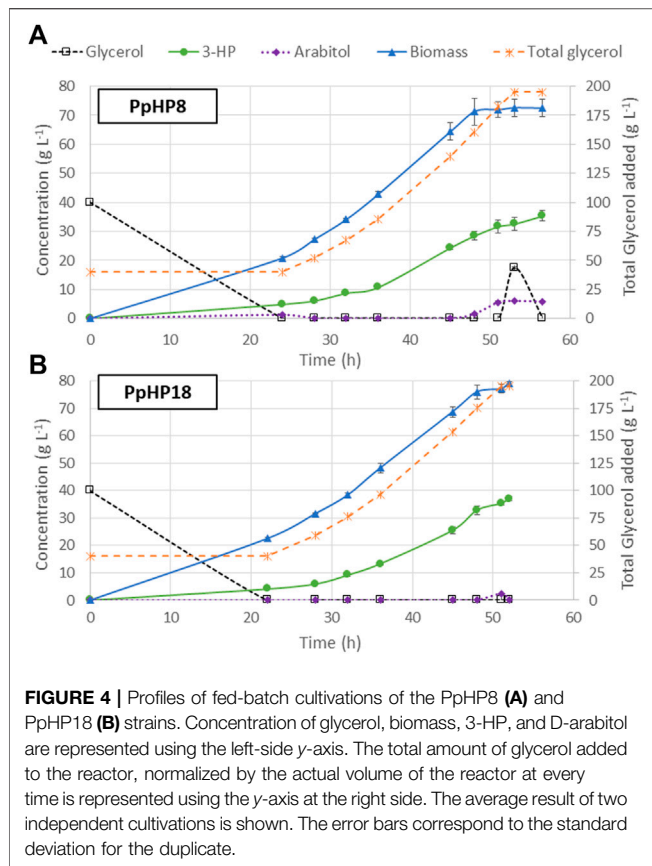 A
Glycerol 3-HP Arabitol Biomass Total glycerol
PpHP8
Concentration (g L-1)
80
70
60
50
40
30
20
10
0
200
175
150
125
100
75
50
25
0
Total Glycerol added (g L-1)
0 10 20 30 40 50 60
Time (h)
B
PpHP18
Concentration (g L-1)
80
70
60
50
40
30
20
10
0
200
175
150
125
100
75
50
25
0
Total Glycerol added (g L-1)
0 10 20 30 40 50 60
Time (h)
FIGURE 4 | Profiles of fed-batch cultivations of the PpHP8 (A) and
PpHP18 (B) strains. Concentration of glycerol, biomass, 3-HP, and D-arabitol
are represented using the left-side y-axis. The total amount of glycerol added
to the reactor, normalized by the actual volume of the reactor at every
time is represented using the y-axis at the right side. The average result of two
independent cultivations is shown. The error bars correspond to the standard
deviation for the duplicate.